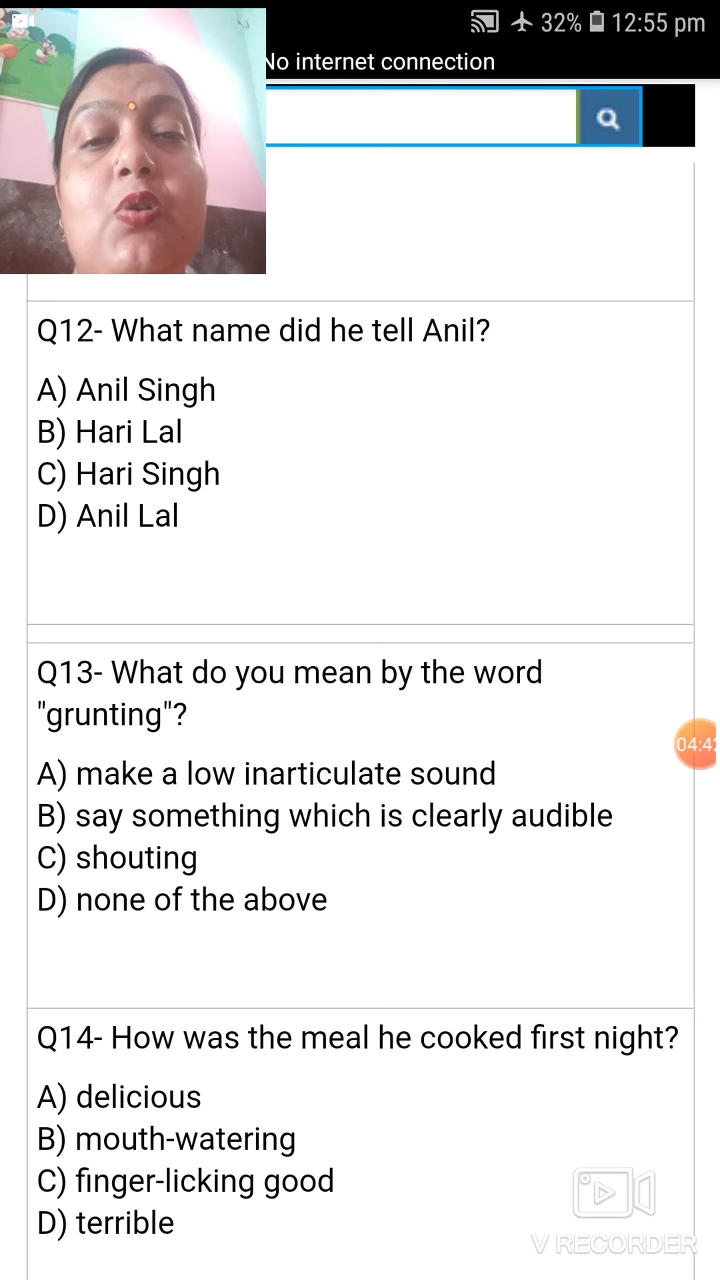 32% 12:55 pm
No internet connection
Q12- What name did he tell Anil?
A) Anil Singh
B) Hari Lal
C) Hari Singh
D) Anil Lal
Q13- What do you mean by the word
"grunting"?
A) make a low inarticulate sound
B) say something which is clearly audible
C) shouting
D) none of the above
04:42
Q14- How was the meal he cooked first night?
A) delicious
B) mouth-watering
C) finger-licking good
D) terrible
V RECORDER